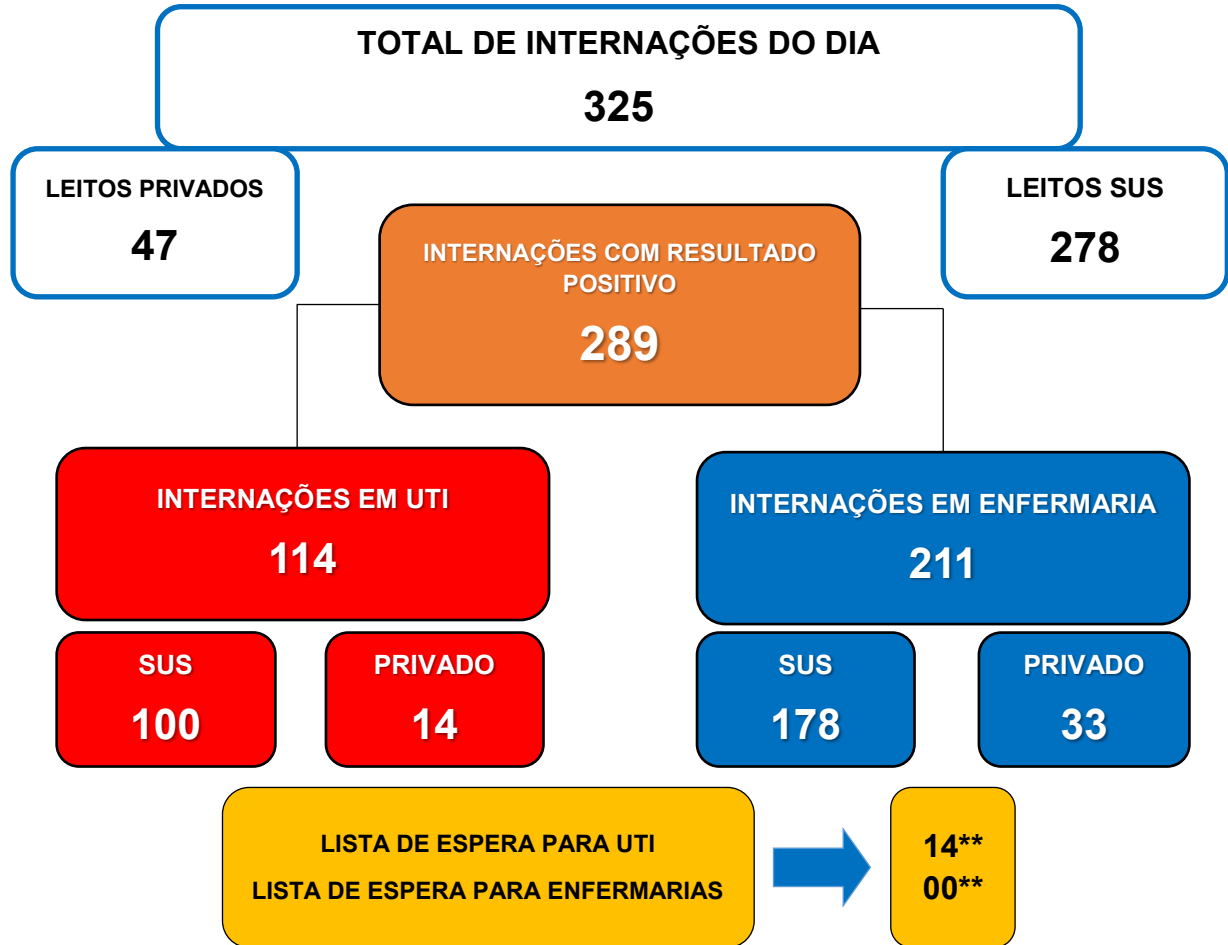 TOTAL DE INTERNAÇÕES DO DIA
325
LEITOS PRIVADOS
47
LEITOS SUS
278
INTERNAÇÕES COM RESULTADO
POSITIVO
289
INTERNAÇÕES EM UTI
114
INTERNAÇÕES EM ENFERMARIA
211
SUS
100
PRIVADO
14
SUS
178
PRIVADO
33
LISTA DE ESPERA PARA UTI
LISTA DE ESPERA PARA ENFERMARIAS
14**
00**